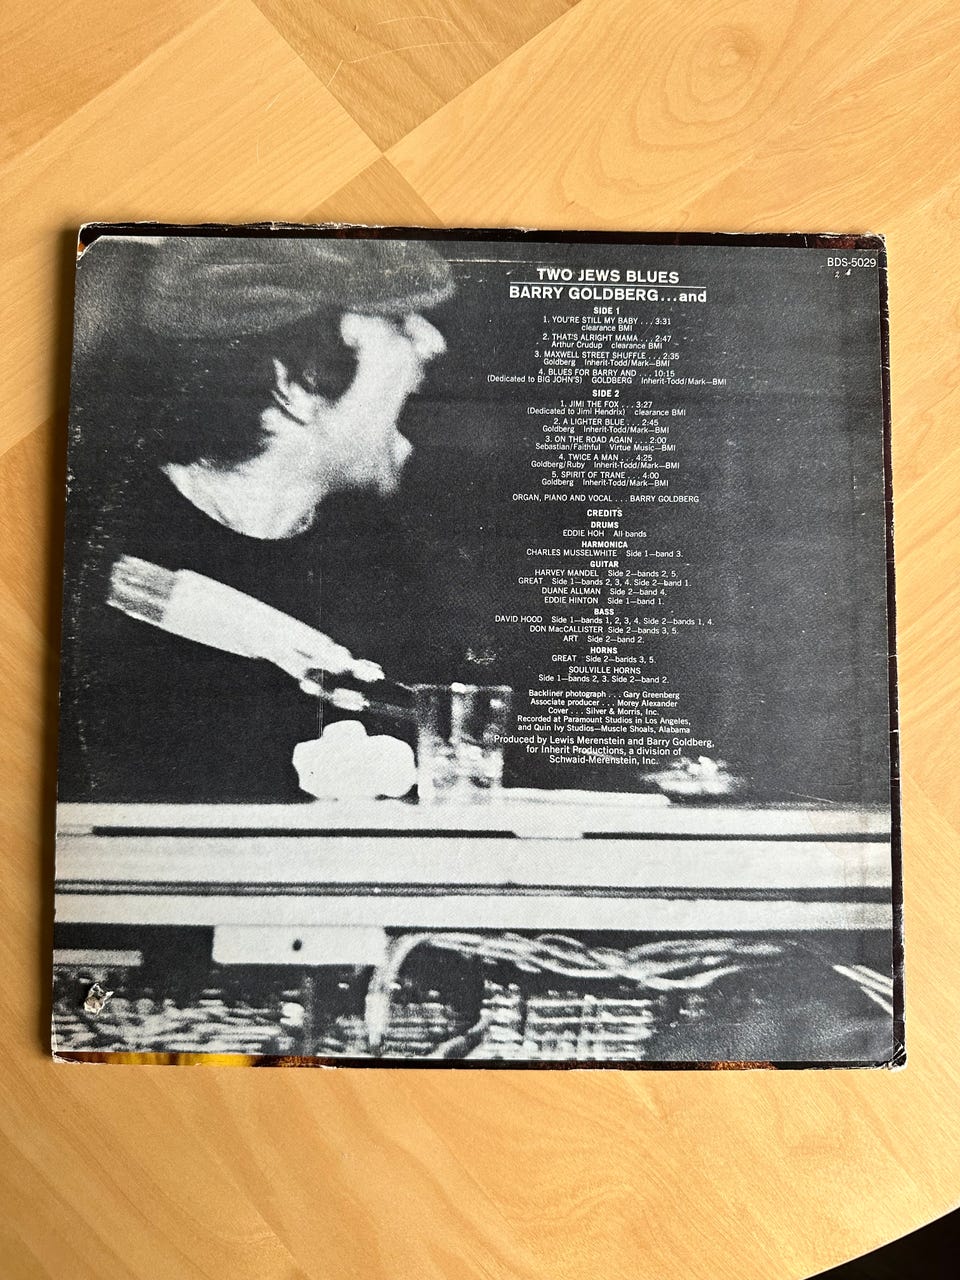 BDS-5029
TWO JEWS BLUES
BARRY GOLDBERG...and
SIDE 1
1. YOU'RE STILL MY BABY . . . 3:31
clearance BMI
2. THAT'S ALRIGHT MAMA . . . 2:47
Arthur Crudup clearance BMI
3. MAXWELL STREET SHUFFLE . . . 2:35
Goldberg Inherit-Todd/Mark—BMI
4. BLUES FOR BARRY AND . . . 10:15
(Dedicated to BIG JOHN'S) GOLDBERG Inherit-Todd/Mark—BMI
SIDE 2
1. JIMI THE FOX . . . 3:27
(Dedicated to Jimi Hendrix) clearance BMI
2. A LIGHTER BLUE . . . 2:45
Goldberg Inherit-Todd/Mark—BMI
3. ON THE ROAD AGAIN . . . 2:00
Sebastian/Faithful Virtue Music—BMI
4. TWICE A MAN . . . 4:25
Goldberg/Ruby Inherit-Todd/Mark—BMI
5. SPIRIT OF TRANE . . . 4:00
Goldberg Inherit-Todd/Mark—BMI
ORGAN, PIANO AND VOCAL . . . BARRY GOLDBERG
CREDITS
DRUMS
EDDIE HOH All bands
HARMONICA
CHARLES MUSSELWHITE Side 1—band 3.
GUITAR
HARVEY MANDEL Side 2—bands 2, 5.
GREAT Side 1—bands 2, 3, 4. Side 2—band 1.
DUANE ALLMAN Side 2—band 4.
EDDIE HINTON Side 1—band 1.
BASS
DAVID HOOD Side 1—bands 1, 2, 3, 4. Side 2—bands 1, 4.
DON MacCALLISTER Side 2—bands 3, 5.
ART Side 2—band 2.
HORNS
GREAT Side 2—bands 3, 5.
SOULVILLE HORNS
Side 1—bands 2, 3. Side 2—band 2.
Backliner photograph . . . Gary Greenberg
Associate producer . . . Morey Alexander
Cover . . . Silver & Morris, Inc.
Recorded at Paramount Studios in Los Angeles,
and Quin Ivy Studios—Muscle Shoals, Alabama
Produced by Lewis Merenstein and Barry Goldberg,
for Inherit Productions, a division of
Schwaid-Merenstein, Inc.